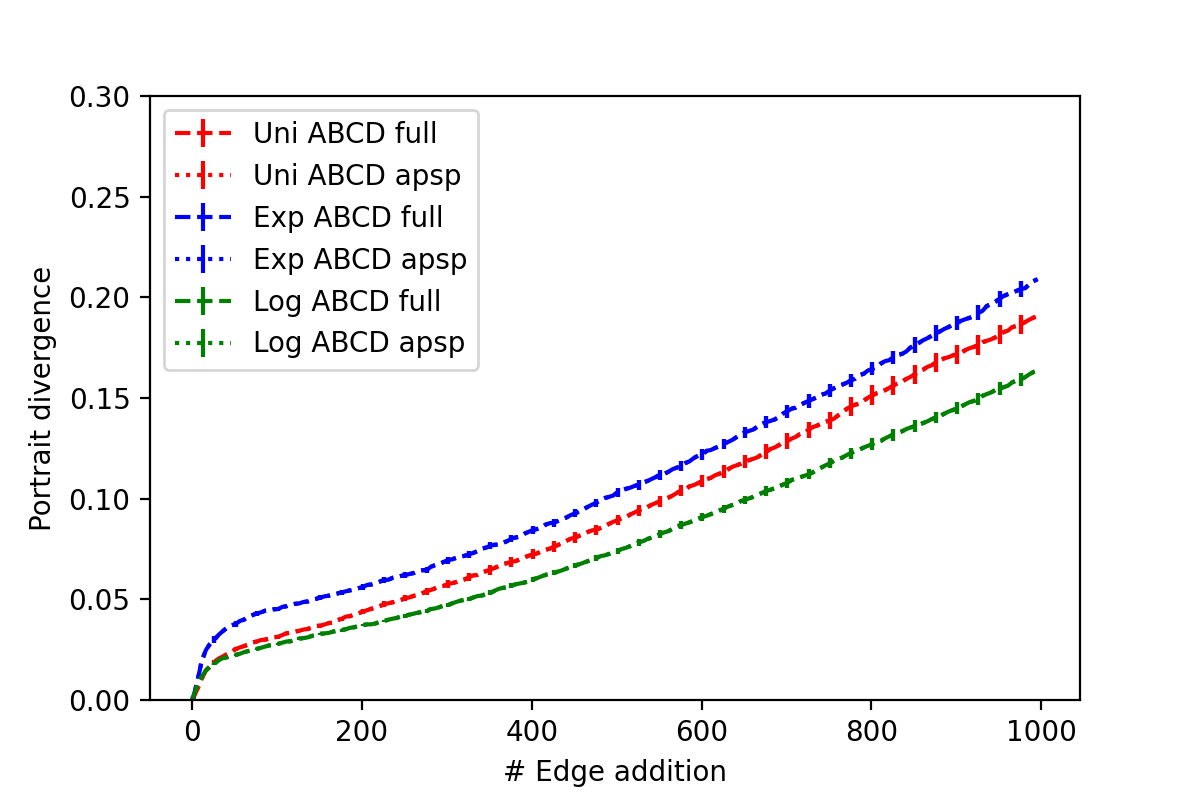 0.30
0.25
0.20
0.15
0.10
0.05
0.00
Portrait divergence
Uni ABCD full
Uni ABCD apsp
Exp ABCD full
Exp ABCD apsp
Log ABCD full
Log ABCD apsp
0 200 400 600 800 1000
# Edge addition